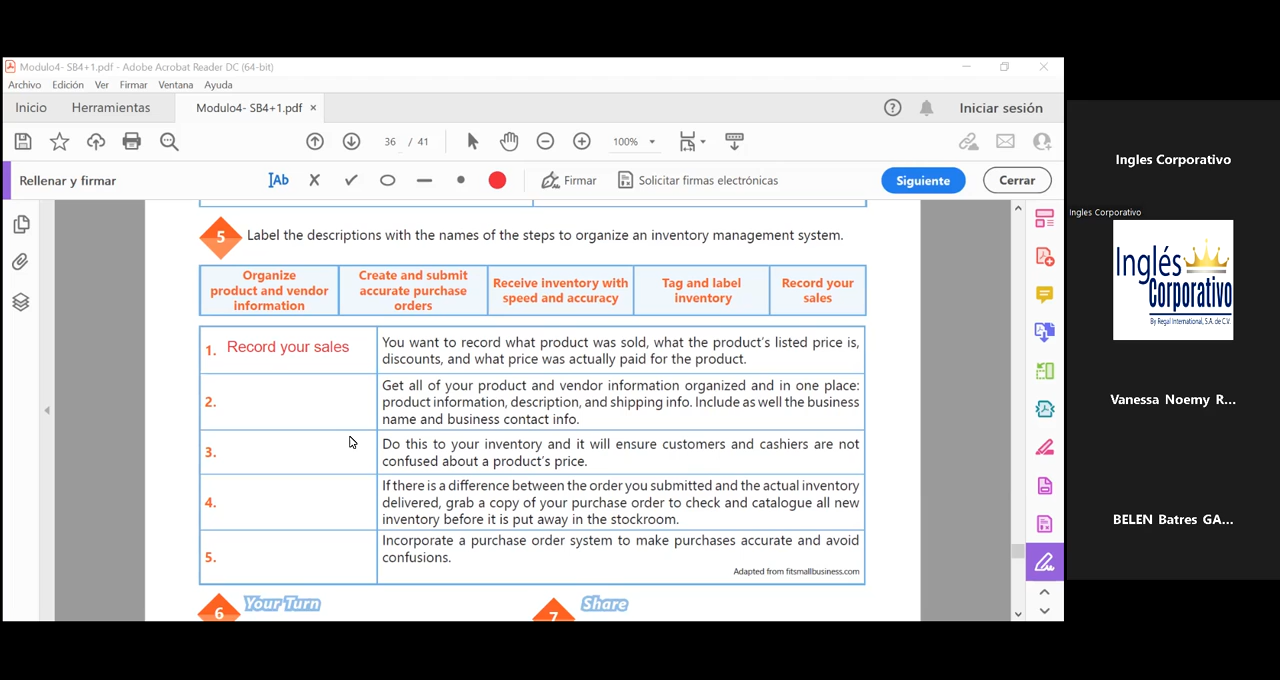 Modulo4- SB4+1.pdf - Adobe Acrobat Reader DC (64-bit)
Archivo Edición Ver Firmar Ventana Ayuda
Inicio Herramientas Modulo4- SB4+1.pdf × Iniciar sesión
36 / 41 100%
Rellenar y firmar Ab Firmar Solicitar firmas electrónicas Siguiente Cerrar
5 Label the descriptions with the names of the steps to organize an inventory management system.
Organize
product and vendor
information
Create and submit
accurate purchase
orders
Receive inventory with
speed and accuracy
Tag and label
inventory
Record your
sales
1. Record your sales
You want to record what product was sold, what the product's listed price is,
discounts, and what price was actually paid for the product.
2.
Get all of your product and vendor information organized and in one place:
product information, description, and shipping info. Include as well the business
name and business contact info.
3.
Do this to your inventory and it will ensure customers and cashiers are not
confused about a product's price.
4.
If there is a difference between the order you submitted and the actual inventory
delivered, grab a copy of your purchase order to check and catalogue all new
inventory before it is put away in the stockroom.
5.
Incorporate a purchase order system to make purchases accurate and avoid
confusions.
Adapted from fitsmallbusiness.com
6 Your Turn
7 Share
Ingles Corporativo
Ingles Corporativo
Inglés
Corporativo
By Regal International, S.A. de C.V.
Vanessa Noemy R...
BELEN Batres GA...